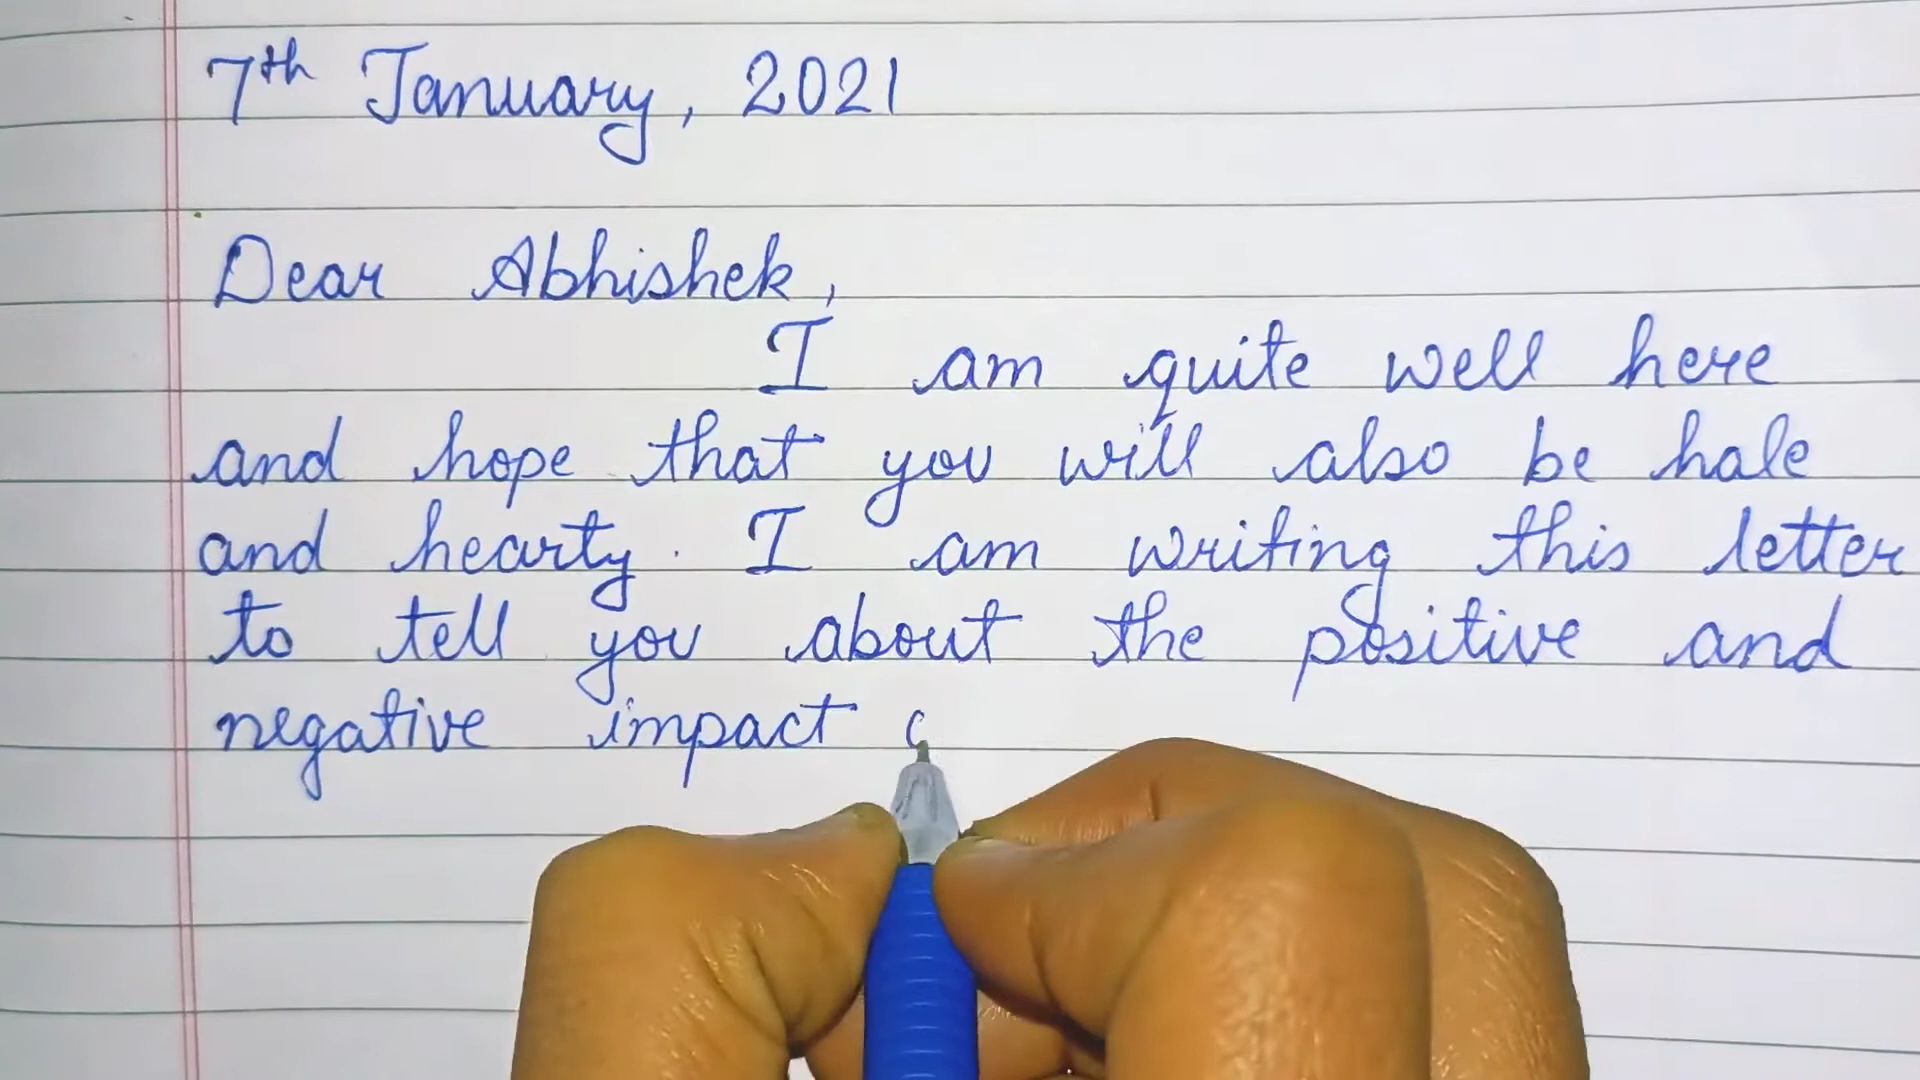 7th January, 2021
Dear Abhishek,
I am quite well here
and hope that you will also be hale
and hearty. I am writing this letter
to tell you about the positive and
negative impact